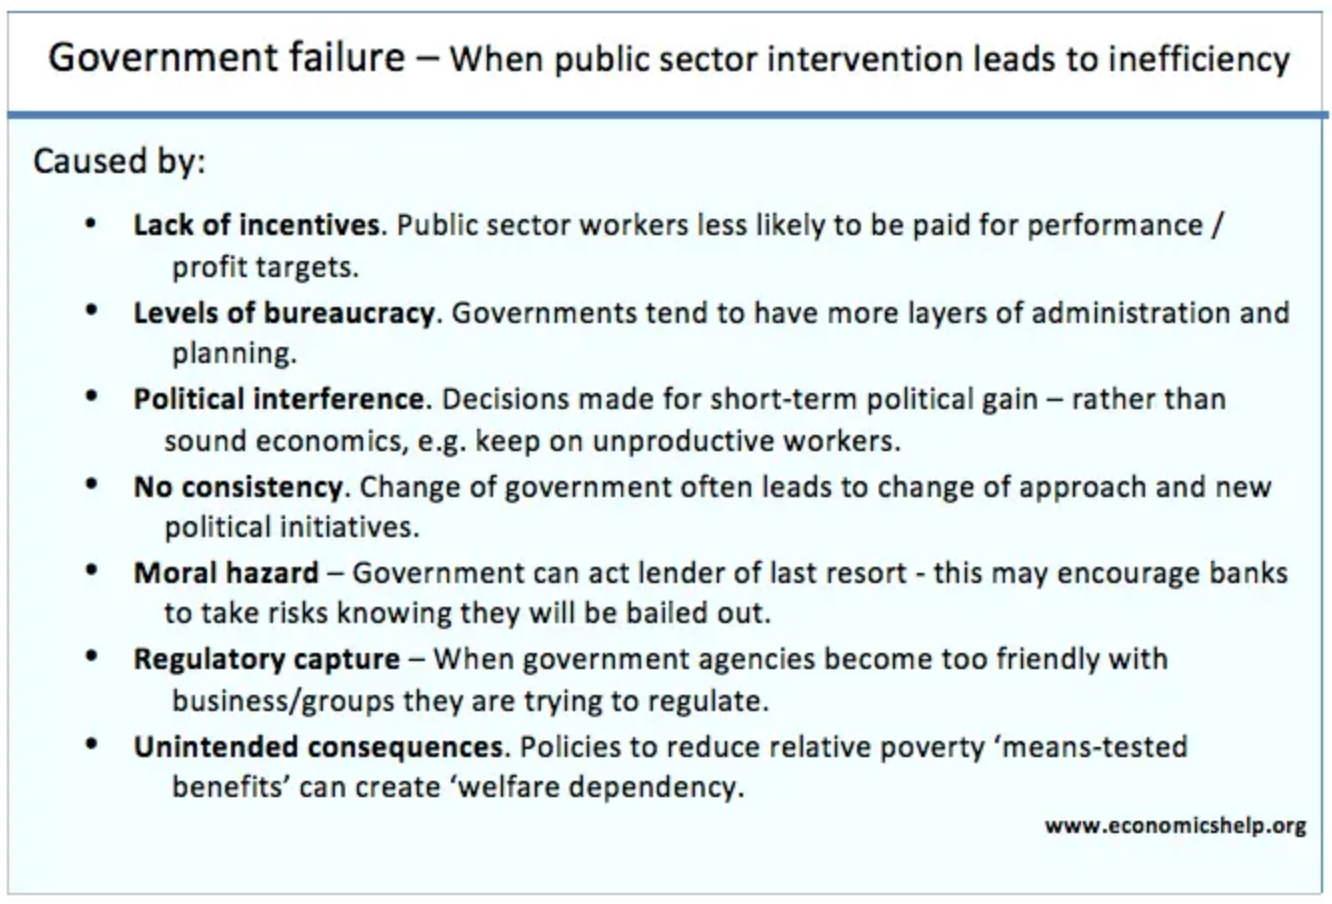 Government failure – When public sector intervention leads to inefficiency
Caused by:
• Lack of incentives. Public sector workers less likely to be paid for performance /
profit targets.
• Levels of bureaucracy. Governments tend to have more layers of administration and
planning.
• Political interference. Decisions made for short-term political gain – rather than
sound economics, e.g. keep on unproductive workers.
• No consistency. Change of government often leads to change of approach and new
political initiatives.
• Moral hazard – Government can act lender of last resort - this may encourage banks
to take risks knowing they will be bailed out.
• Regulatory capture – When government agencies become too friendly with
business/groups they are trying to regulate.
• Unintended consequences. Policies to reduce relative poverty ‘means-tested
benefits’ can create ‘welfare dependency.
www.economicshelp.org